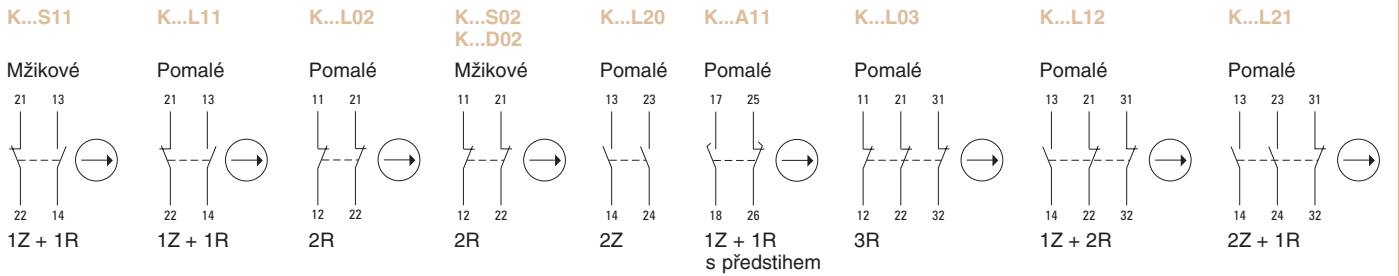 K...S11 K...L11 K...L02 K...S02 K...L20 K...A11 K...L03 K...L12 K...L21
K...D02
Mžikové Pomalé Pomalé Mžikové Pomalé Pomalé Pomalé Pomalé Pomalé
21 13 21 13 11 21 11 21 13 23 17 25 11 21 31 13 21 31 13 23 31
22 14 22 14 12 22 12 22 14 24 18 26 12 22 32 14 22 32 14 24 32
1Z + 1R 1Z + 1R 2R 2R 2Z 1Z + 1R 3R 1Z + 2R 2Z + 1R
s předstihem